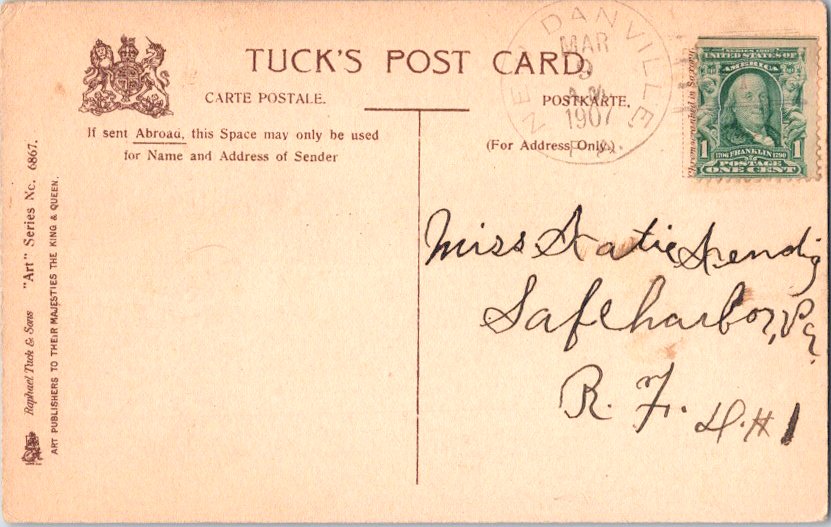 TUCK'S POST CARD
CARTE POSTALE.
POSTKARTE.
If sent Abroad, this Space may only be used
for Name and Address of Sender
(For Address Only.)
DANVILLE
MAR
1907
SERIES 1902
UNITED STATES OF
AMERICA
1706 FRANKLIN 1790
1 1
POSTAGE
ONE CENT
Miss Katie
Safeharbor, Pa.
R. F. D. #1
Raphael Tuck & Sons "Art" Series No. 6867.
ART PUBLISHERS TO THEIR MAJESTIES THE KING & QUEEN.